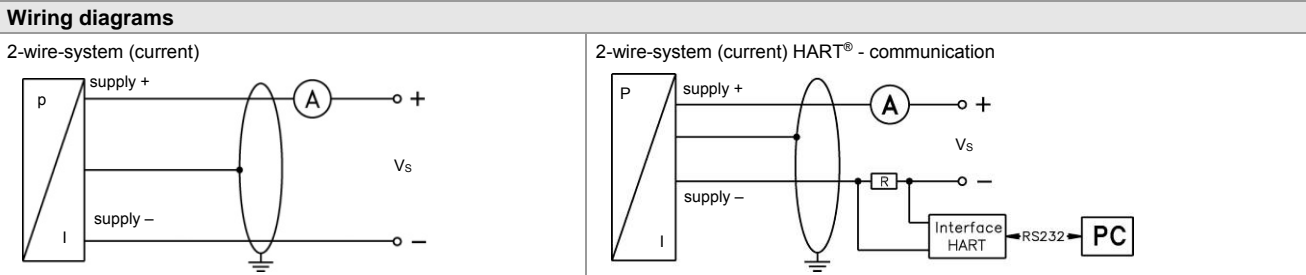 Wiring diagrams
2-wire-system (current)
p
supply +
A
+
Vs
supply –
I
–
2-wire-system (current) HART® - communication
P
supply +
A
+
Vs
R
–
supply –
I
Interface
HART
RS232
PC